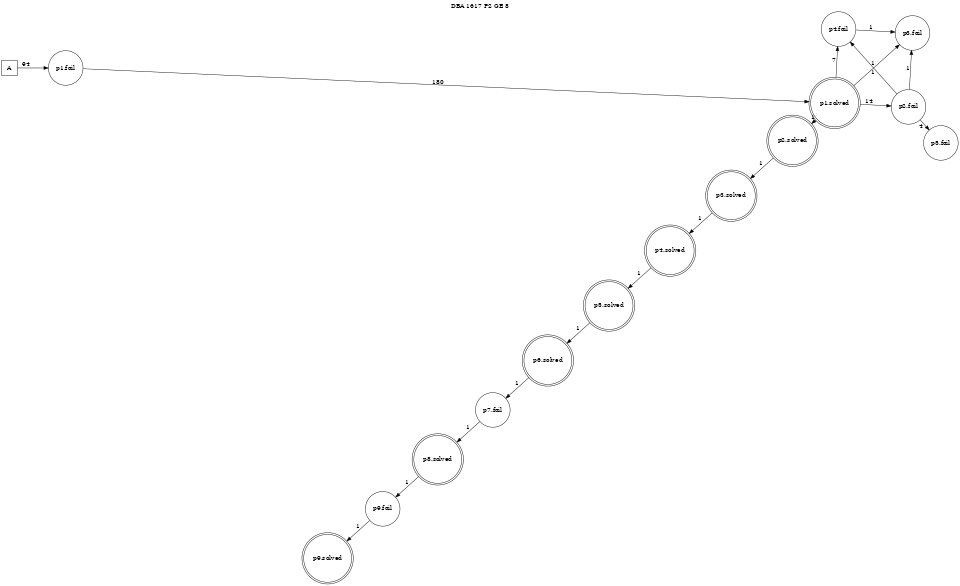 DBA 1617 P2 GE 8
A
94
p1.fail
180
p1.solved
7
p4.fail
1
p3.fail
1
1
14
1
p2.fail
4
p5.fail
p2.solved
1
p3.solved
1
p4.solved
1
p5.solved
1
p6.solved
1
p7.fail
1
p8.solved
1
p9.fail
1
p9.solved